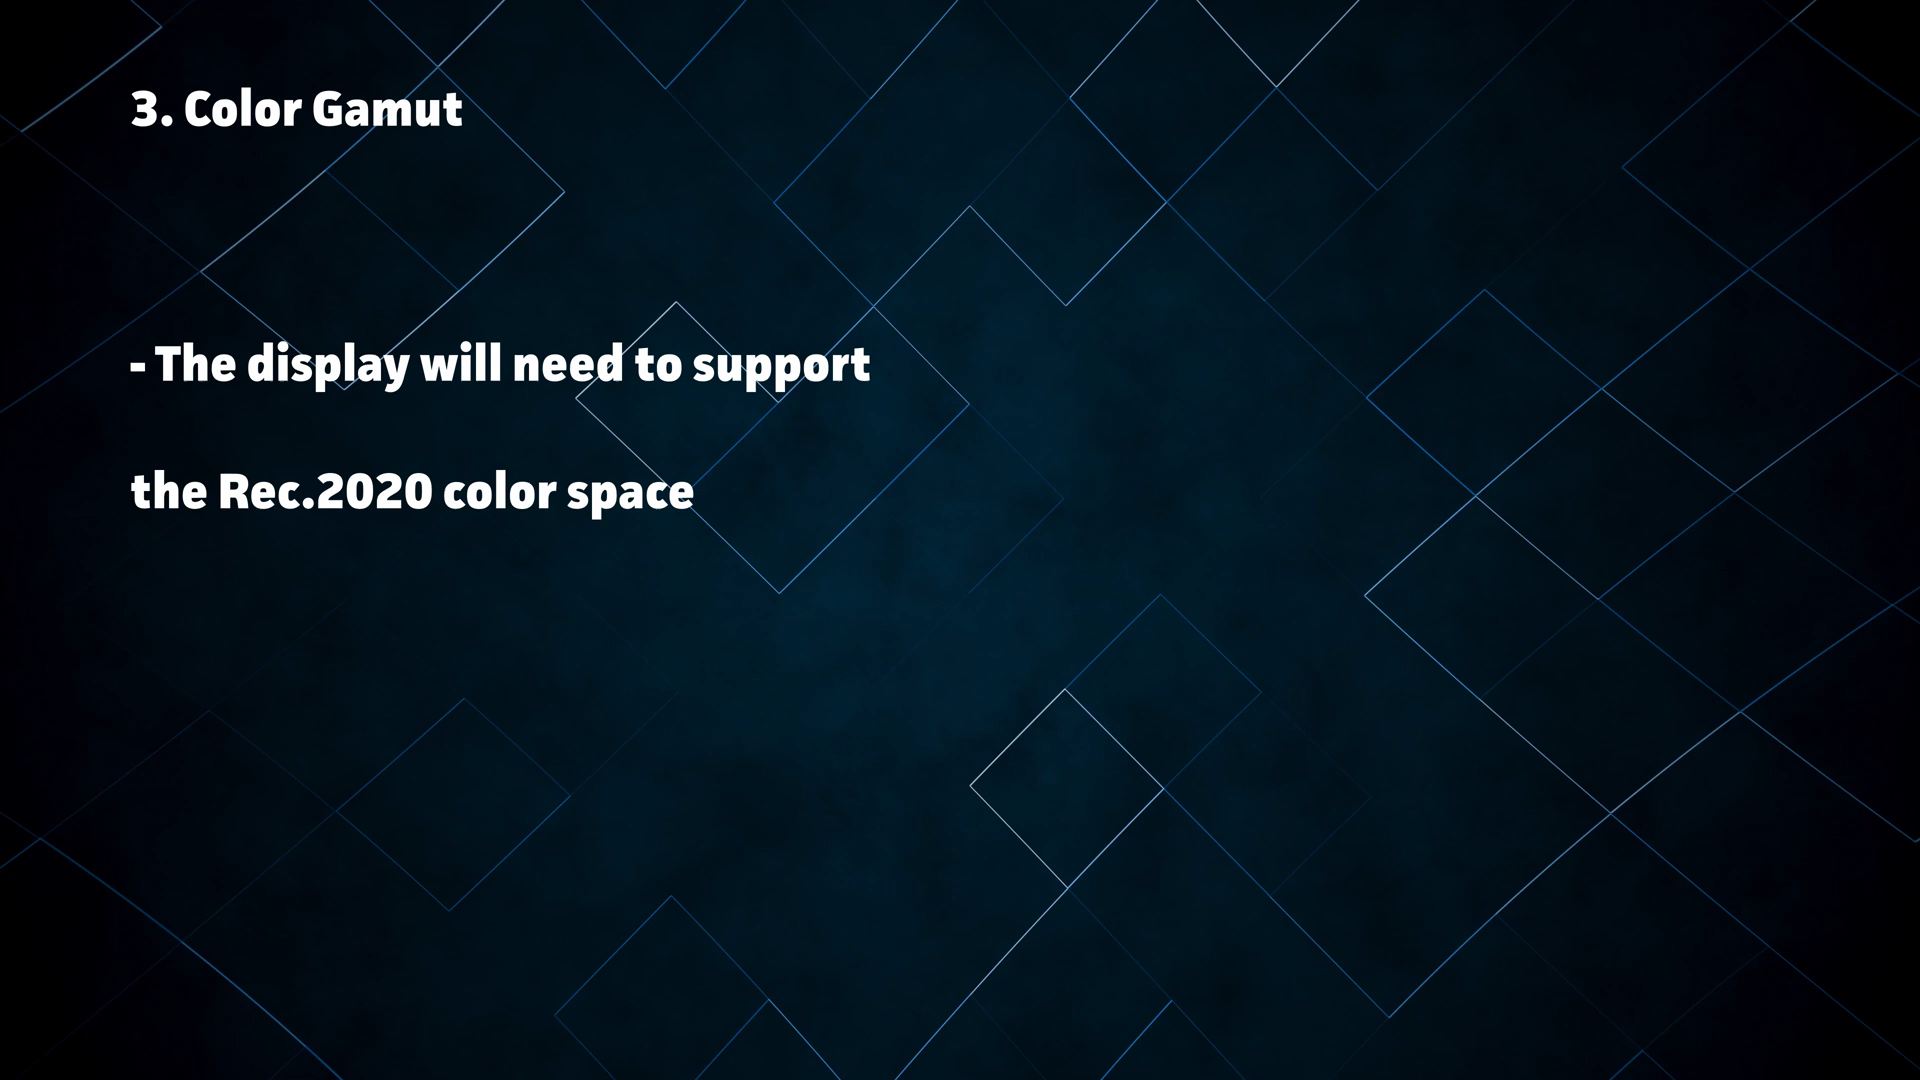 3. Color Gamut
- The display will need to support
the Rec.2020 color space